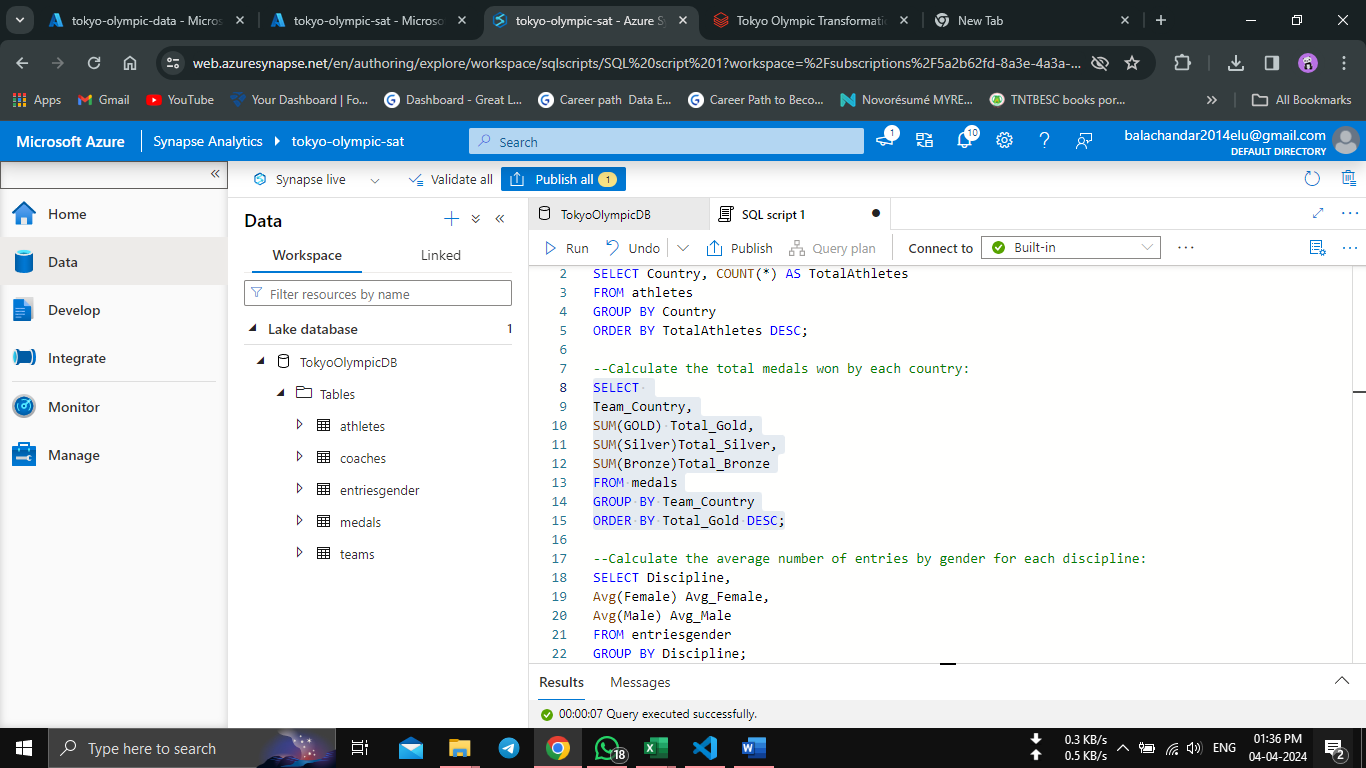 tokyo-olympic-data - Micros
tokyo-olympic-sat - Microso
tokyo-olympic-sat - Azure S
Tokyo Olympic Transformati
New Tab
web.azuresynapse.net/en/authoring/explore/workspace/sqlscripts/SQL%20script%201?workspace=%2Fsubscriptions%2F5a2b62fd-8a3e-4a3a-...
Apps
Gmail
YouTube
Your Dashboard | Fo...
Dashboard - Great L...
Career path Data E...
Career Path to Beco...
Novorésumé MYRE...
TNTBESC books por...
»
All Bookmarks
Microsoft Azure
Synapse Analytics
tokyo-olympic-sat
Search
1
10
balachandar2014elu@gmail.com
DEFAULT DIRECTORY
Synapse live
Validate all
Publish all 1
Home
Data
Develop
Integrate
Monitor
Manage
Data
Workspace
Linked
Filter resources by name
Lake database 1
TokyoOlympicDB
Tables
athletes
coaches
entriesgender
medals
teams
TokyoOlympicDB
SQL script 1
Run
Undo
Publish
Query plan
Connect to
Built-in
2 SELECT Country, COUNT(*) AS TotalAthletes
3 FROM athletes
4 GROUP BY Country
5 ORDER BY TotalAthletes DESC;
6
7 --Calculate the total medals won by each country:
8 SELECT
9 Team_Country,
10 SUM(GOLD) Total_Gold,
11 SUM(Silver)Total_Silver,
12 SUM(Bronze)Total_Bronze
13 FROM medals
14 GROUP BY Team_Country
15 ORDER BY Total_Gold DESC;
16
17 --Calculate the average number of entries by gender for each discipline:
18 SELECT Discipline,
19 Avg(Female) Avg_Female,
20 Avg(Male) Avg_Male
21 FROM entriesgender
22 GROUP BY Discipline;
Results
Messages
00:00:07 Query executed successfully.
Type here to search
18
0.3 KB/s
0.5 KB/s
ENG
01:36 PM
04-04-2024
2